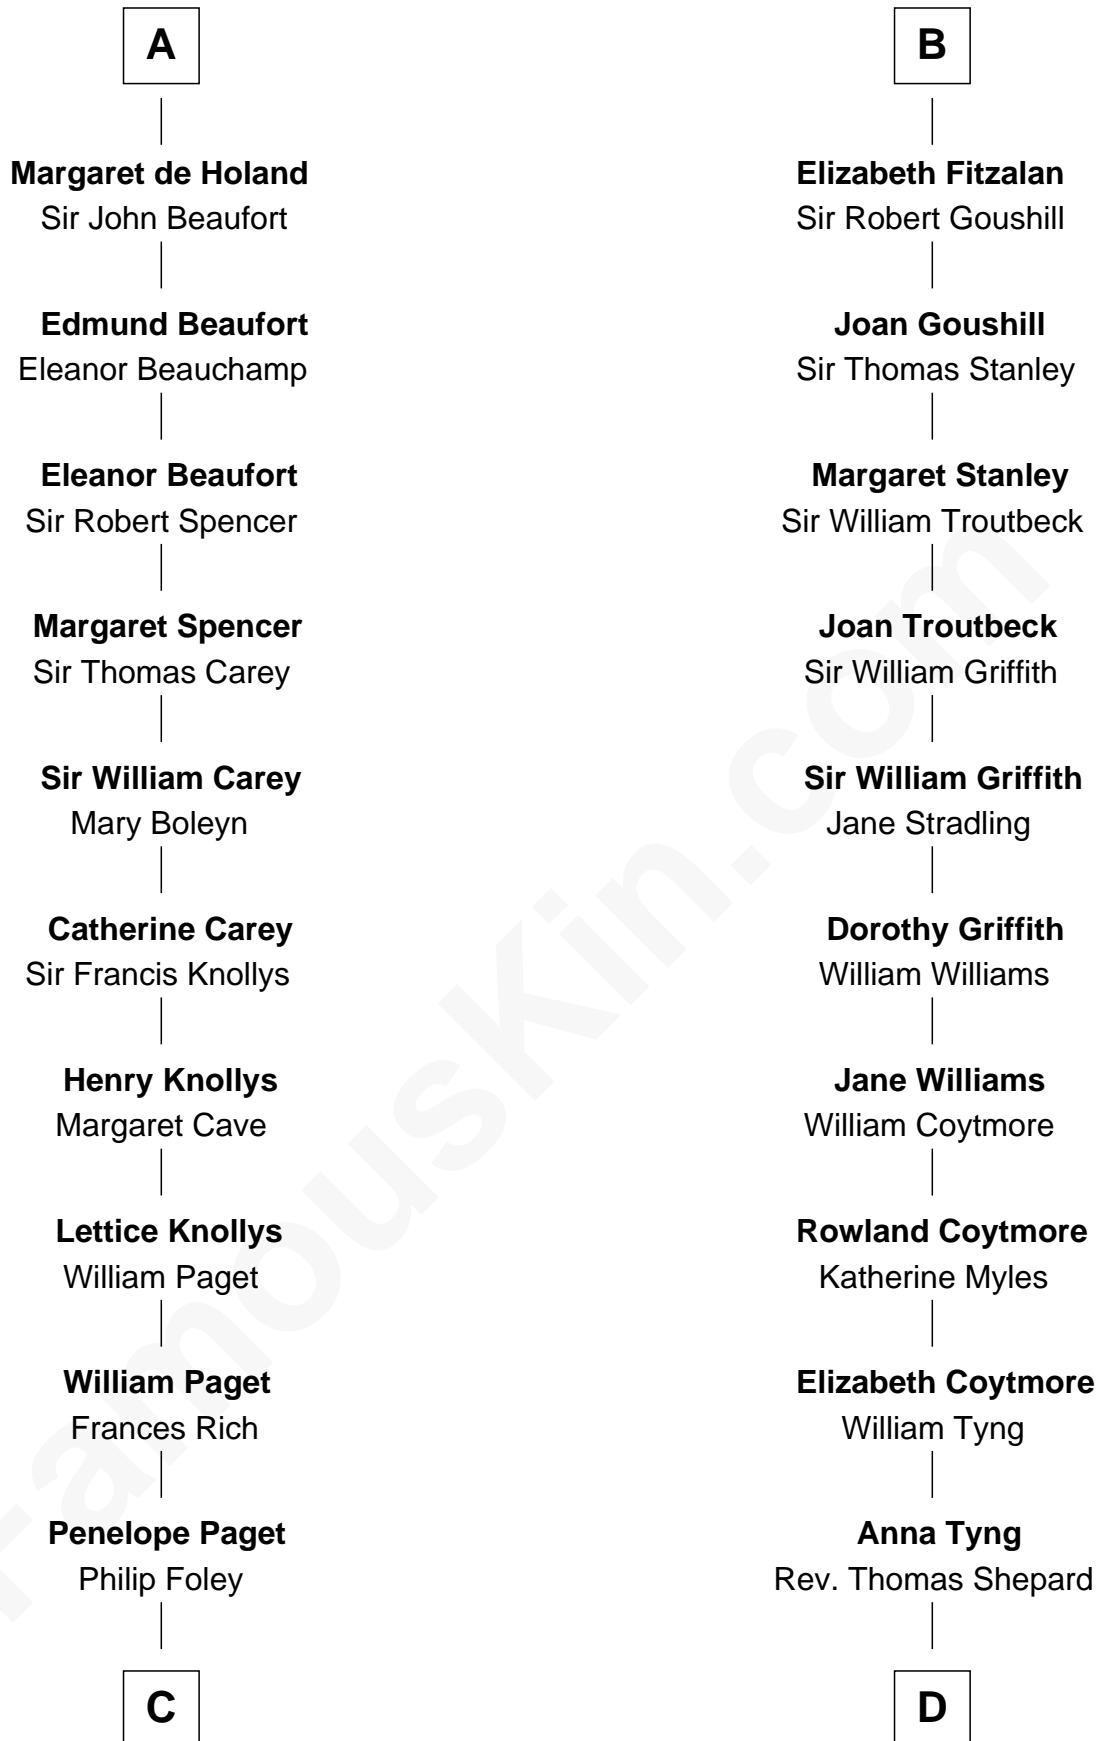 A
Margaret de Holand
Sir John Beaufort
Edmund Beaufort
Eleanor Beauchamp
Eleanor Beaufort
Sir Robert Spencer
Margaret Spencer
Sir Thomas Carey
Sir William Carey
Mary Boleyn
Catherine Carey
Sir Francis Knollys
Henry Knollys
Margaret Cave
Lettice Knollys
William Paget
William Paget
Frances Rich
Penelope Paget
Philip Foley
C
B
Elizabeth Fitzalan
Sir Robert Goushill
Joan Goushill
Sir Thomas Stanley
Margaret Stanley
Sir William Troutbeck
Joan Troutbeck
Sir William Griffith
Sir William Griffith
Jane Stradling
Dorothy Griffith
William Williams
Jane Williams
William Coytmore
Rowland Coytmore
Katherine Myles
Elizabeth Coytmore
William Tyng
Anna Tyng
Rev. Thomas Shepard
D
FamousKin.com